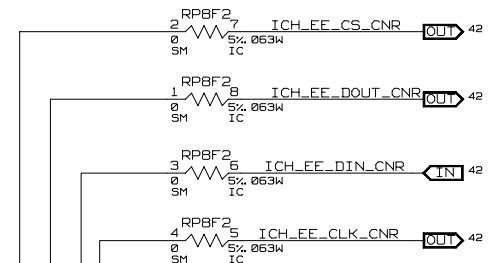 RP8F2
2 7 ICH_EE_CS_CNR OUT 42
0 5%.063W
SM IC
RP8F2
1 8 ICH_EE_DOUT_CNR OUT 42
0 5%.063W
SM IC
RP8F2
3 6 ICH_EE_DIN_CNR IN 42
0 5%.063W
SM IC
RP8F2
4 5 ICH_EE_CLK_CNR OUT 42
0 5%.063W
SM IC